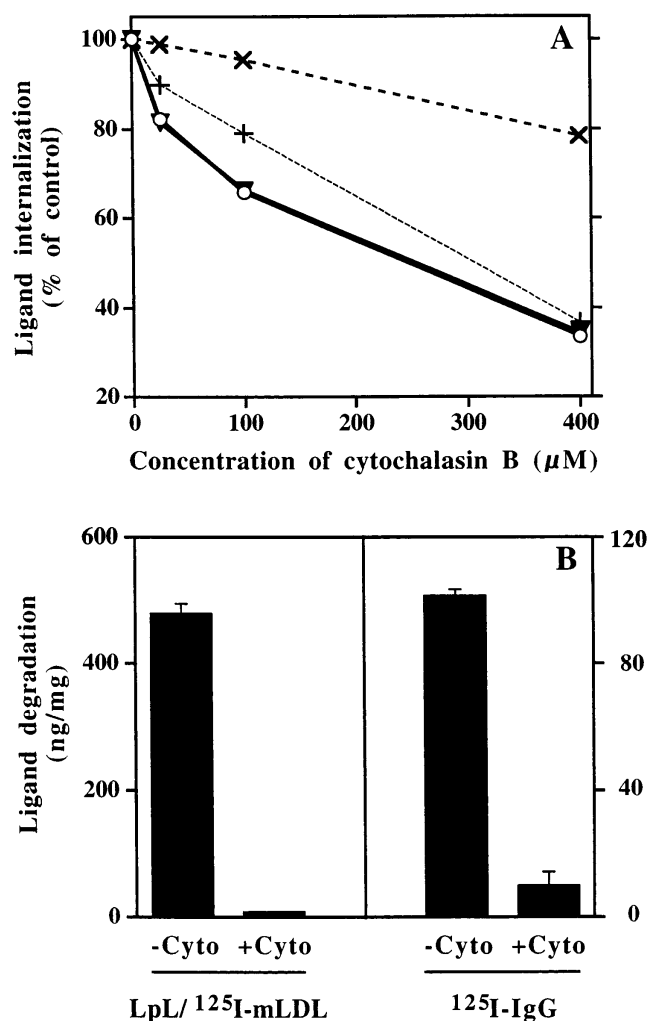 A
Ligand internalization
(% of control)
100
80
60
40
20
0 100 200 300 400
Concentration of cytochalasin B (μM)
B
Ligand degradation
(ng/mg)
600
400
200
0
120
80
40
0
-Cyto +Cyto -Cyto +Cyto
LpL/ ¹²⁵I-mLDL ¹²⁵I-IgG